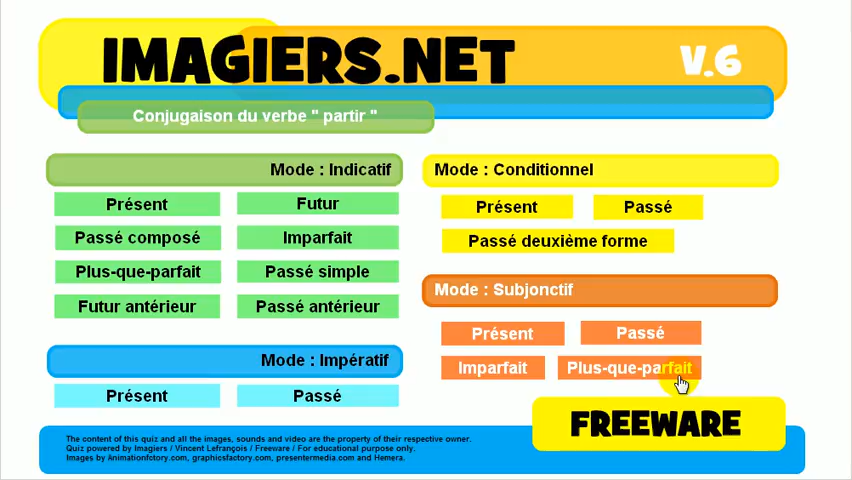 IMAGIERS.NET
V.6
Conjugaison du verbe " partir "
Mode : Indicatif
Présent
Futur
Passé composé
Imparfait
Plus-que-parfait
Passé simple
Futur antérieur
Passé antérieur
Mode : Impératif
Présent
Passé
Mode : Conditionnel
Présent
Passé
Passé deuxième forme
Mode : Subjonctif
Présent
Passé
Imparfait
Plus-que-parfait
FREEWARE
The content of this quiz and all the images, sounds and video are the property of their respective owner.
Quiz powered by Imagiers / Vincent Lefrançois / Freeware / For educational purpose only.
Images by Animationfctory.com, graphicsfactory.com, presentermedia.com and Hemera.